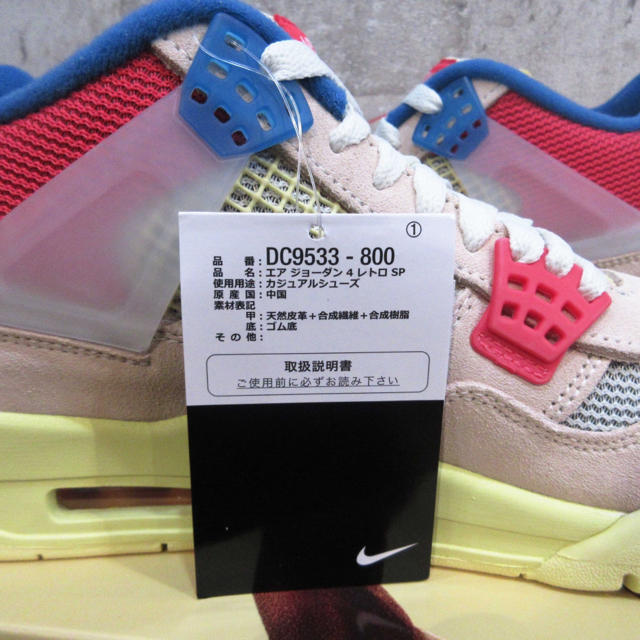 ①
品番：DC9533 - 800
品名：エア ジョーダン 4 レトロ SP
使用用途：カジュアルシューズ
原産国：中国
素材表記
甲：天然皮革＋合成繊維＋合成樹脂
底：ゴム底
その他：
取扱説明書
ご使用前に必ずお読み下さい